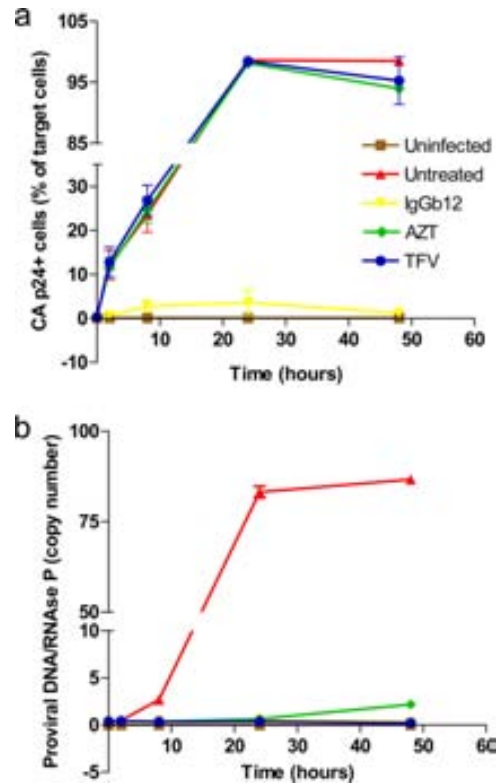 a
CA p24+ cells (% of target cells)
105
95
85
30
20
10
0
-10
Uninfected
Untreated
IgGb12
AZT
TFV
10 20 30 40 50 60
Time (hours)
b
Proviral DNA/RNAse P (copy number)
100
75
50
10
5
0
-5
10 20 30 40 50 60
Time (hours)